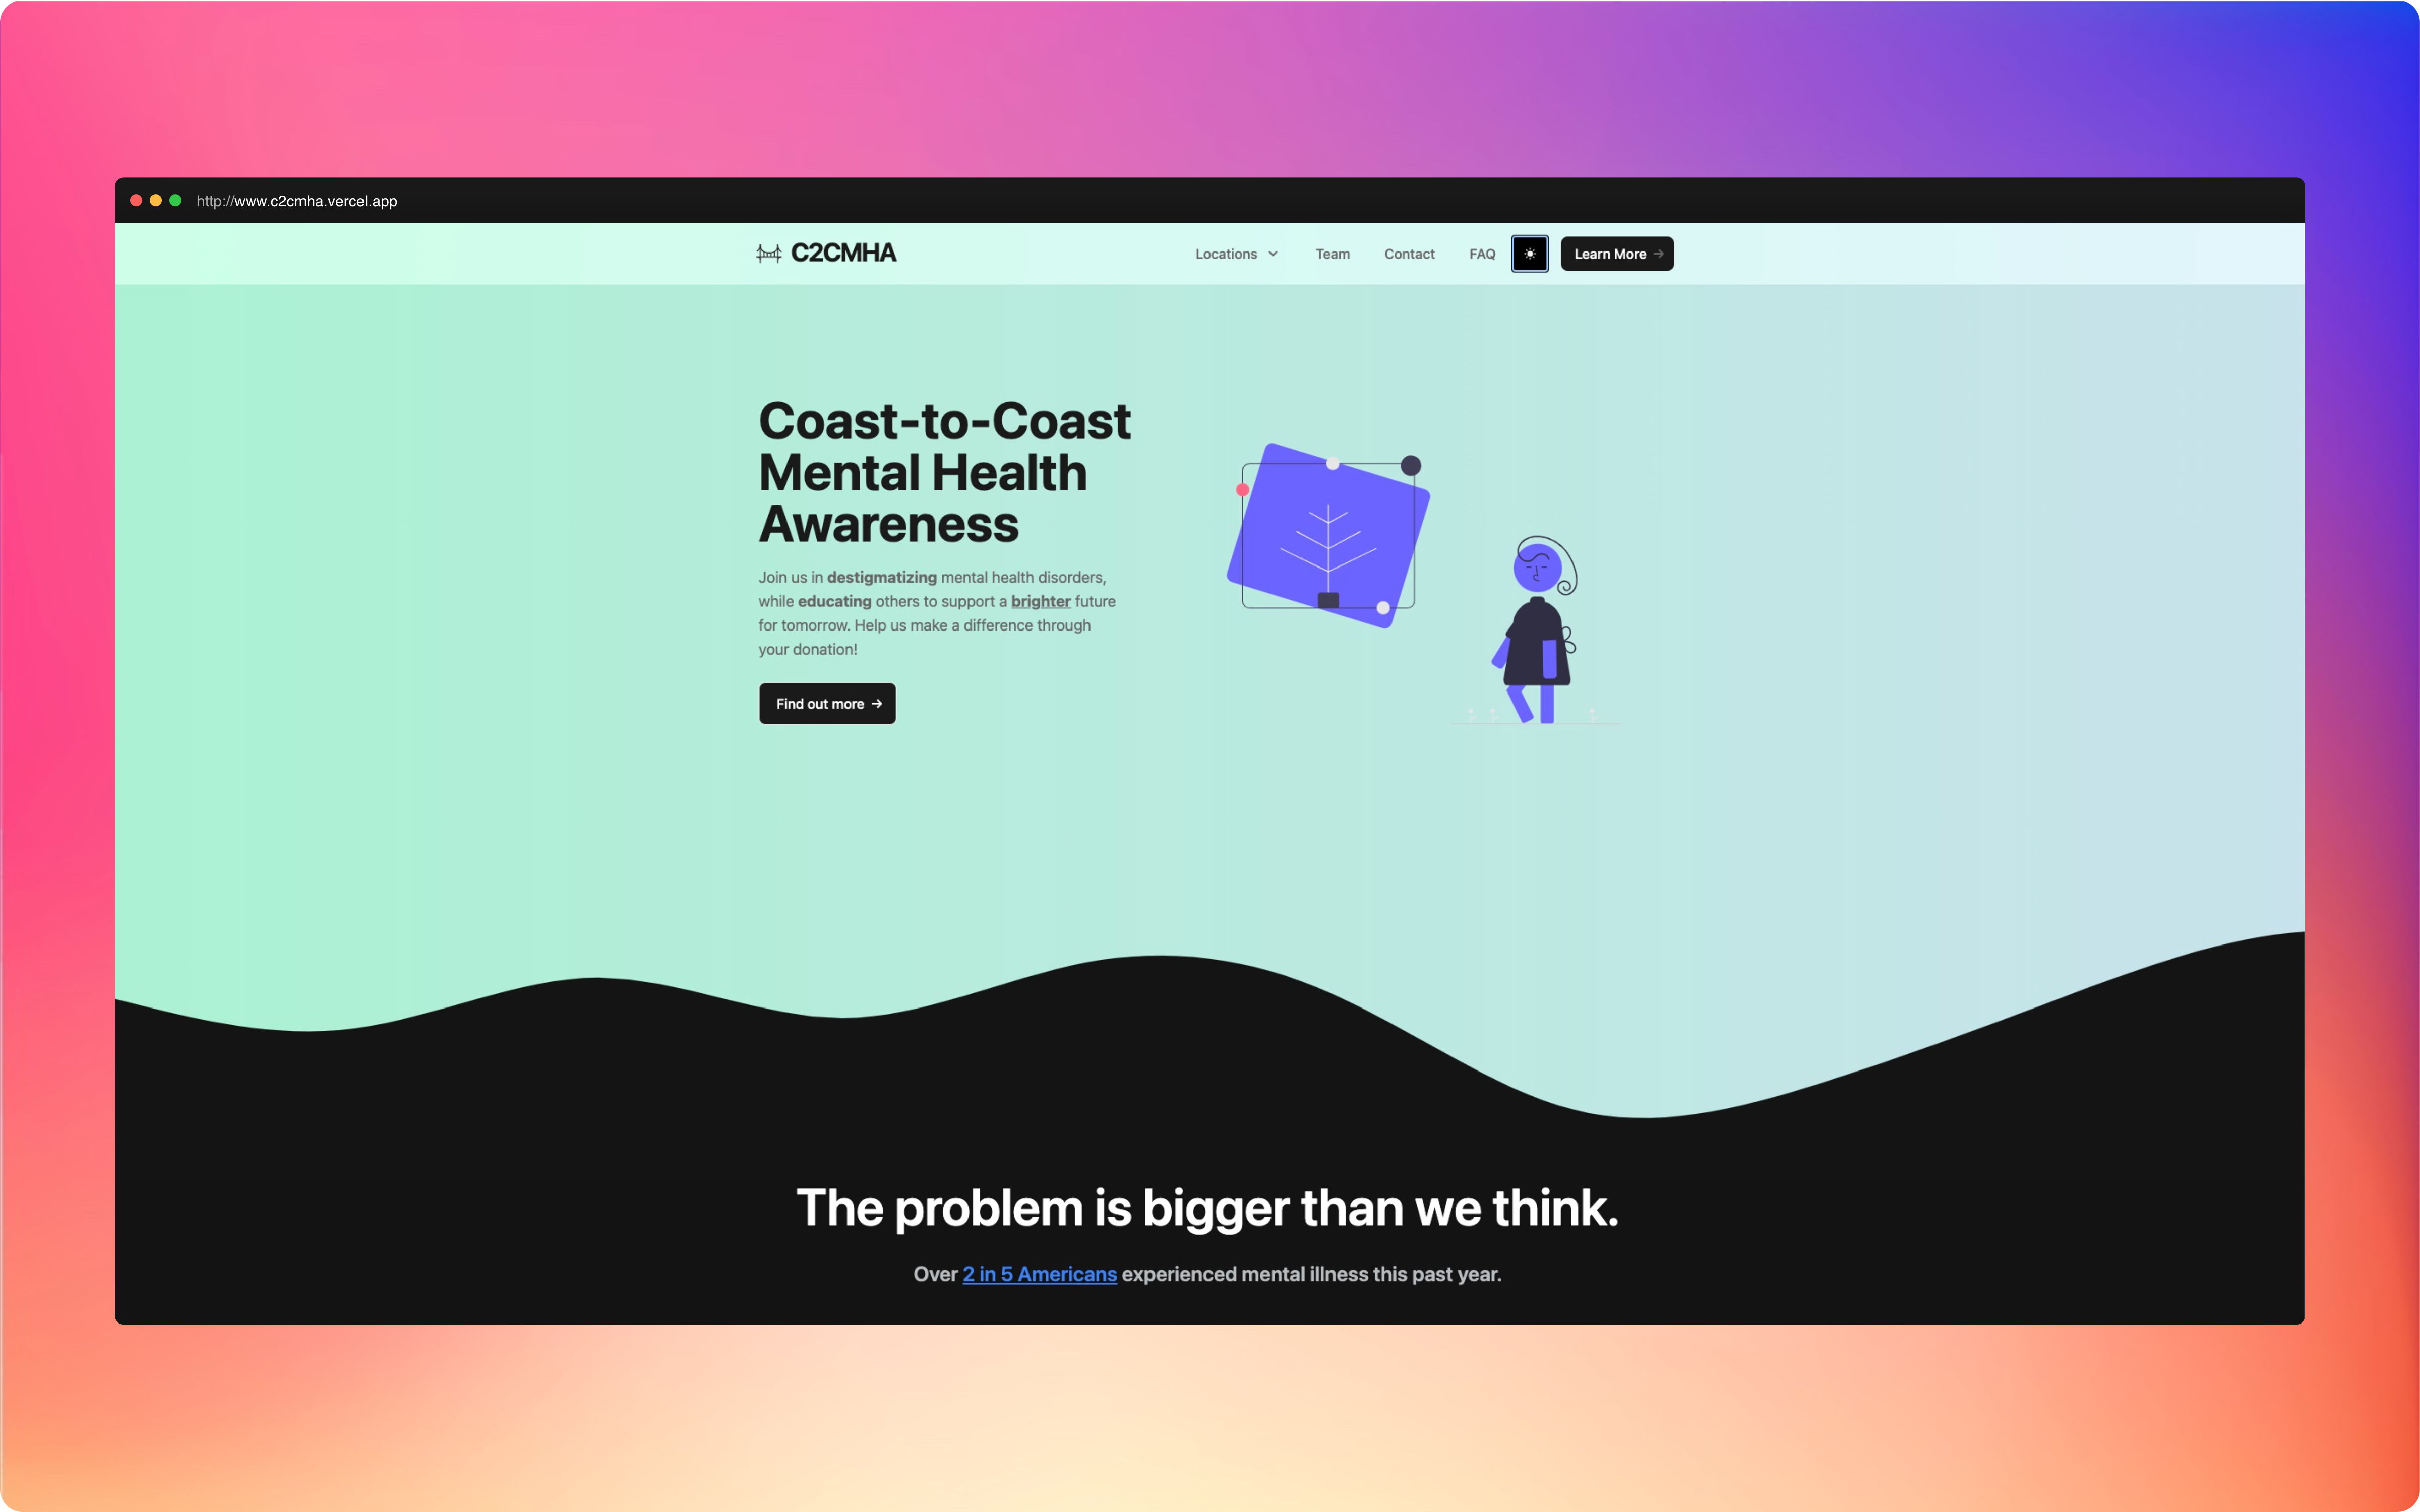 http://www.c2cmha.vercel.app
C2CMHA
Locations
Team
Contact
FAQ
Learn More →
Coast-to-Coast
Mental Health
Awareness
Join us in destigmatizing mental health disorders,
while educating others to support a brighter future
for tomorrow. Help us make a difference through
your donation!
Find out more →
The problem is bigger than we think.
Over 2 in 5 Americans experienced mental illness this past year.